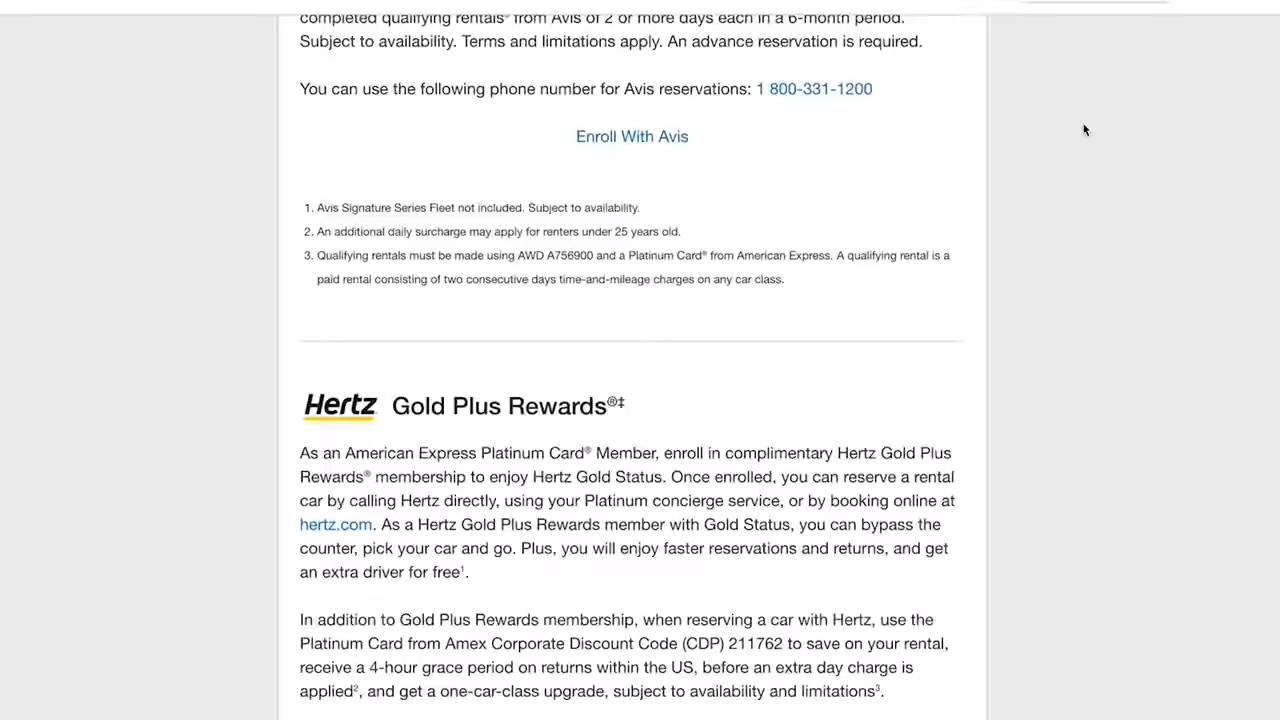 completed qualifying rentals³ from Avis of 2 or more days each in a 6-month period.
Subject to availability. Terms and limitations apply. An advance reservation is required.
You can use the following phone number for Avis reservations: 1 800-331-1200
Enroll With Avis
1. Avis Signature Series Fleet not included. Subject to availability.
2. An additional daily surcharge may apply for renters under 25 years old.
3. Qualifying rentals must be made using AWD A756900 and a Platinum Card® from American Express. A qualifying rental is a
paid rental consisting of two consecutive days time-and-mileage charges on any car class.
Hertz Gold Plus Rewards®‡
As an American Express Platinum Card® Member, enroll in complimentary Hertz Gold Plus
Rewards® membership to enjoy Hertz Gold Status. Once enrolled, you can reserve a rental
car by calling Hertz directly, using your Platinum concierge service, or by booking online at
hertz.com. As a Hertz Gold Plus Rewards member with Gold Status, you can bypass the
counter, pick your car and go. Plus, you will enjoy faster reservations and returns, and get
an extra driver for free¹.
In addition to Gold Plus Rewards membership, when reserving a car with Hertz, use the
Platinum Card from Amex Corporate Discount Code (CDP) 211762 to save on your rental,
receive a 4-hour grace period on returns within the US, before an extra day charge is
applied², and get a one-car-class upgrade, subject to availability and limitations³.